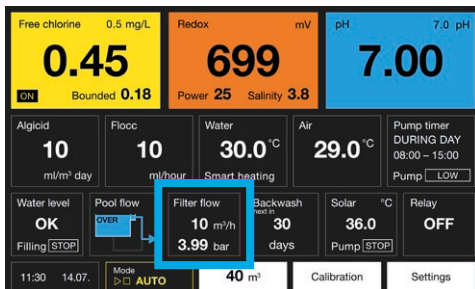 Free chlorine 0.5 mg/L
0.45
ON Bounded 0.18
Redox mV
699
Power 25 Salinity 3.8
pH 7.0 pH
7.00
Algicid
10
ml/m³ day
Flocc
10
ml/hour
Water
30.0°C
Smart heating
Air
29.0°C
Pump timer
DURING DAY
08:00 – 15:00
Pump LOW
Water level
OK
Filling STOP
Pool flow
OVER
Filter flow
10 m³/h
3.99 bar
Backwash
next in
30
days
Solar °C
36.0
Pump STOP
Relay
OFF
11:30 14.07.
Mode
AUTO
40 m³
Calibration
Settings